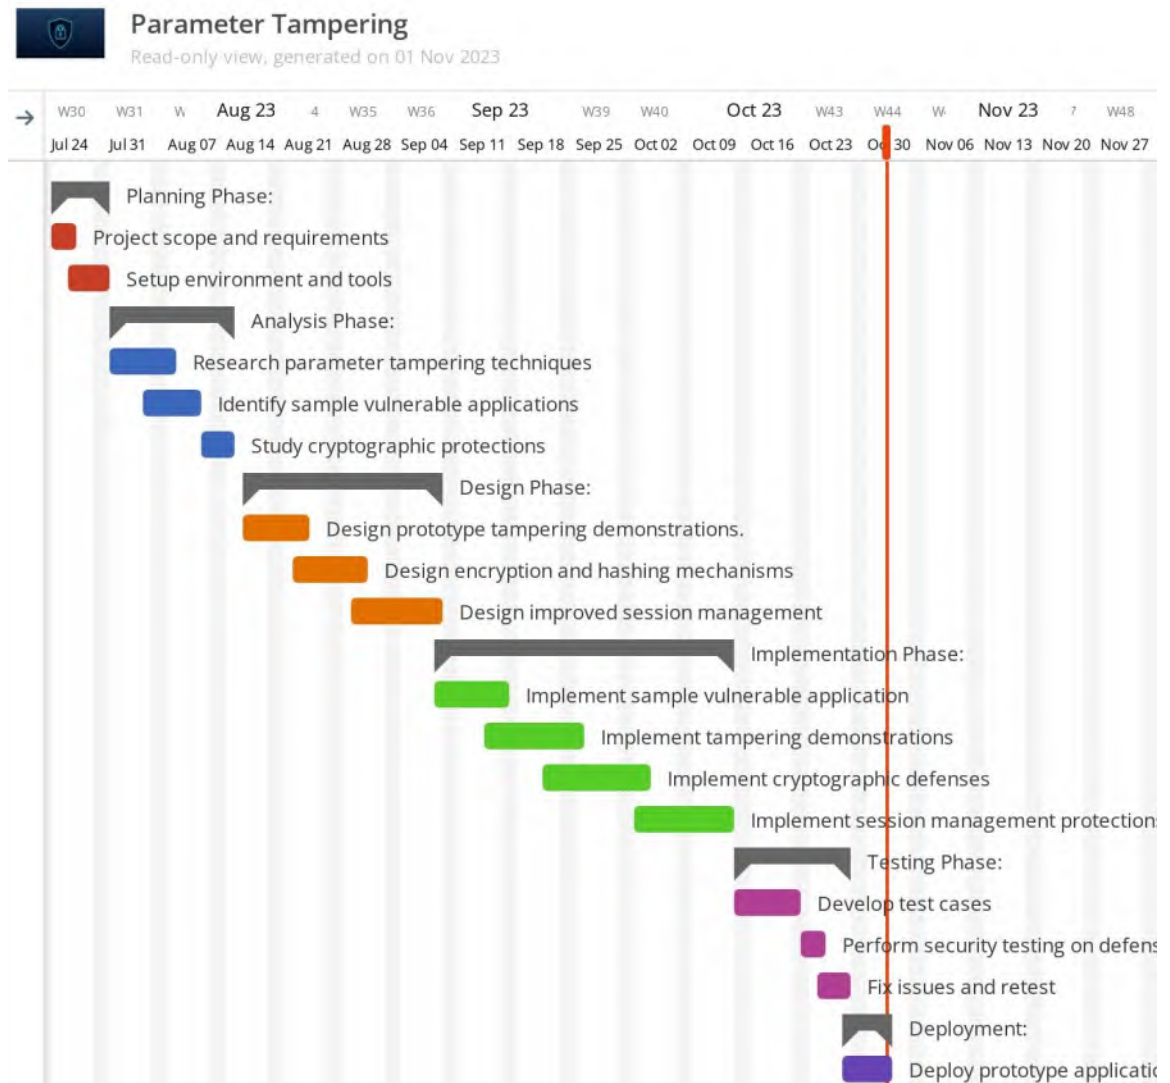 Parameter Tampering
Read-only view, generated on 01 Nov 2023
W30 W31 W Aug 23 4 W35 W36 Sep 23 W39 W40 Oct 23 W43 W44 W Nov 23 ? W48
Jul 24 Jul 31 Aug 07 Aug 14 Aug 21 Aug 28 Sep 04 Sep 11 Sep 18 Sep 25 Oct 02 Oct 09 Oct 16 Oct 23 Oct 30 Nov 06 Nov 13 Nov 20 Nov 27
Planning Phase:
Project scope and requirements
Setup environment and tools
Analysis Phase:
Research parameter tampering techniques
Identify sample vulnerable applications
Study cryptographic protections
Design Phase:
Design prototype tampering demonstrations.
Design encryption and hashing mechanisms
Design improved session management
Implementation Phase:
Implement sample vulnerable application
Implement tampering demonstrations
Implement cryptographic defenses
Implement session management protections
Testing Phase:
Develop test cases
Perform security testing on defens
Fix issues and retest
Deployment:
Deploy prototype applicatio